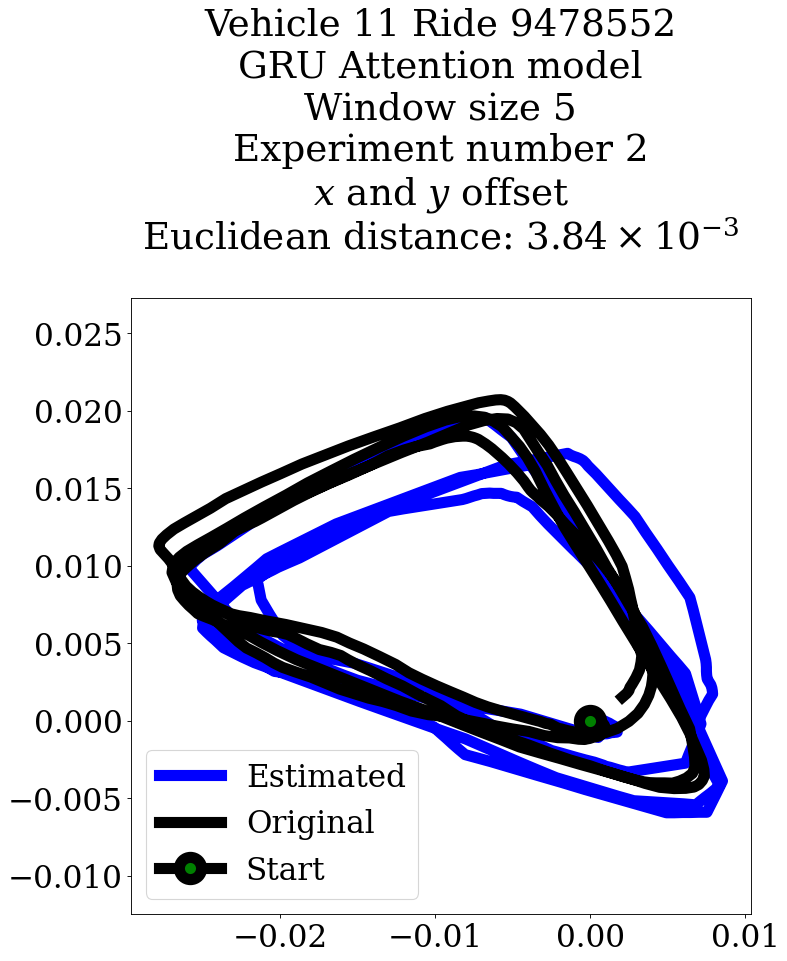 Vehicle 11 Ride 9478552
GRU Attention model
Window size 5
Experiment number 2
x and y offset
Euclidean distance: 3.84 × 10⁻³
0.025
0.020
0.015
0.010
0.005
0.000
−0.005
−0.010
Estimated
Original
Start
−0.02 −0.01 0.00 0.01